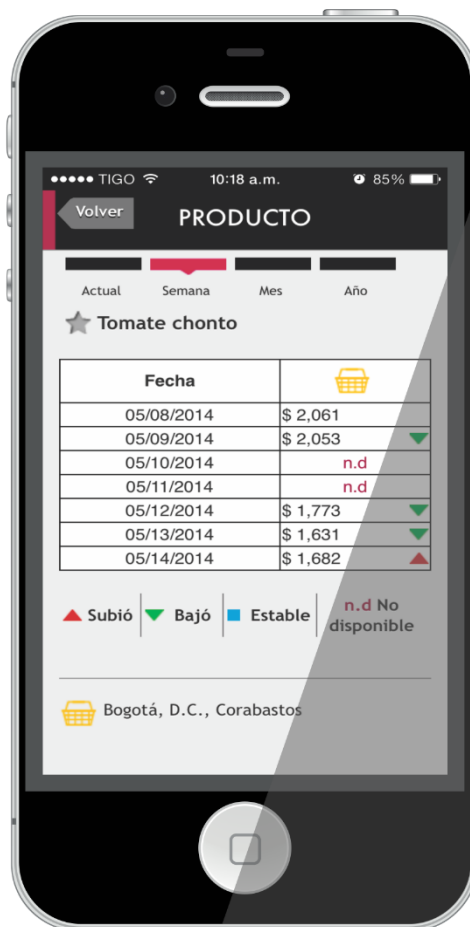 TIGO 10:18 a.m. 85%
Volver PRODUCTO
Actual Semana Mes Año
Tomate chonto
Fecha
05/08/2014 $ 2,061
05/09/2014 $ 2,053
05/10/2014 n.d
05/11/2014 n.d
05/12/2014 $ 1,773
05/13/2014 $ 1,631
05/14/2014 $ 1,682
Subió Bajó Estable n.d No
disponible
Bogotá, D.C., Corabastos